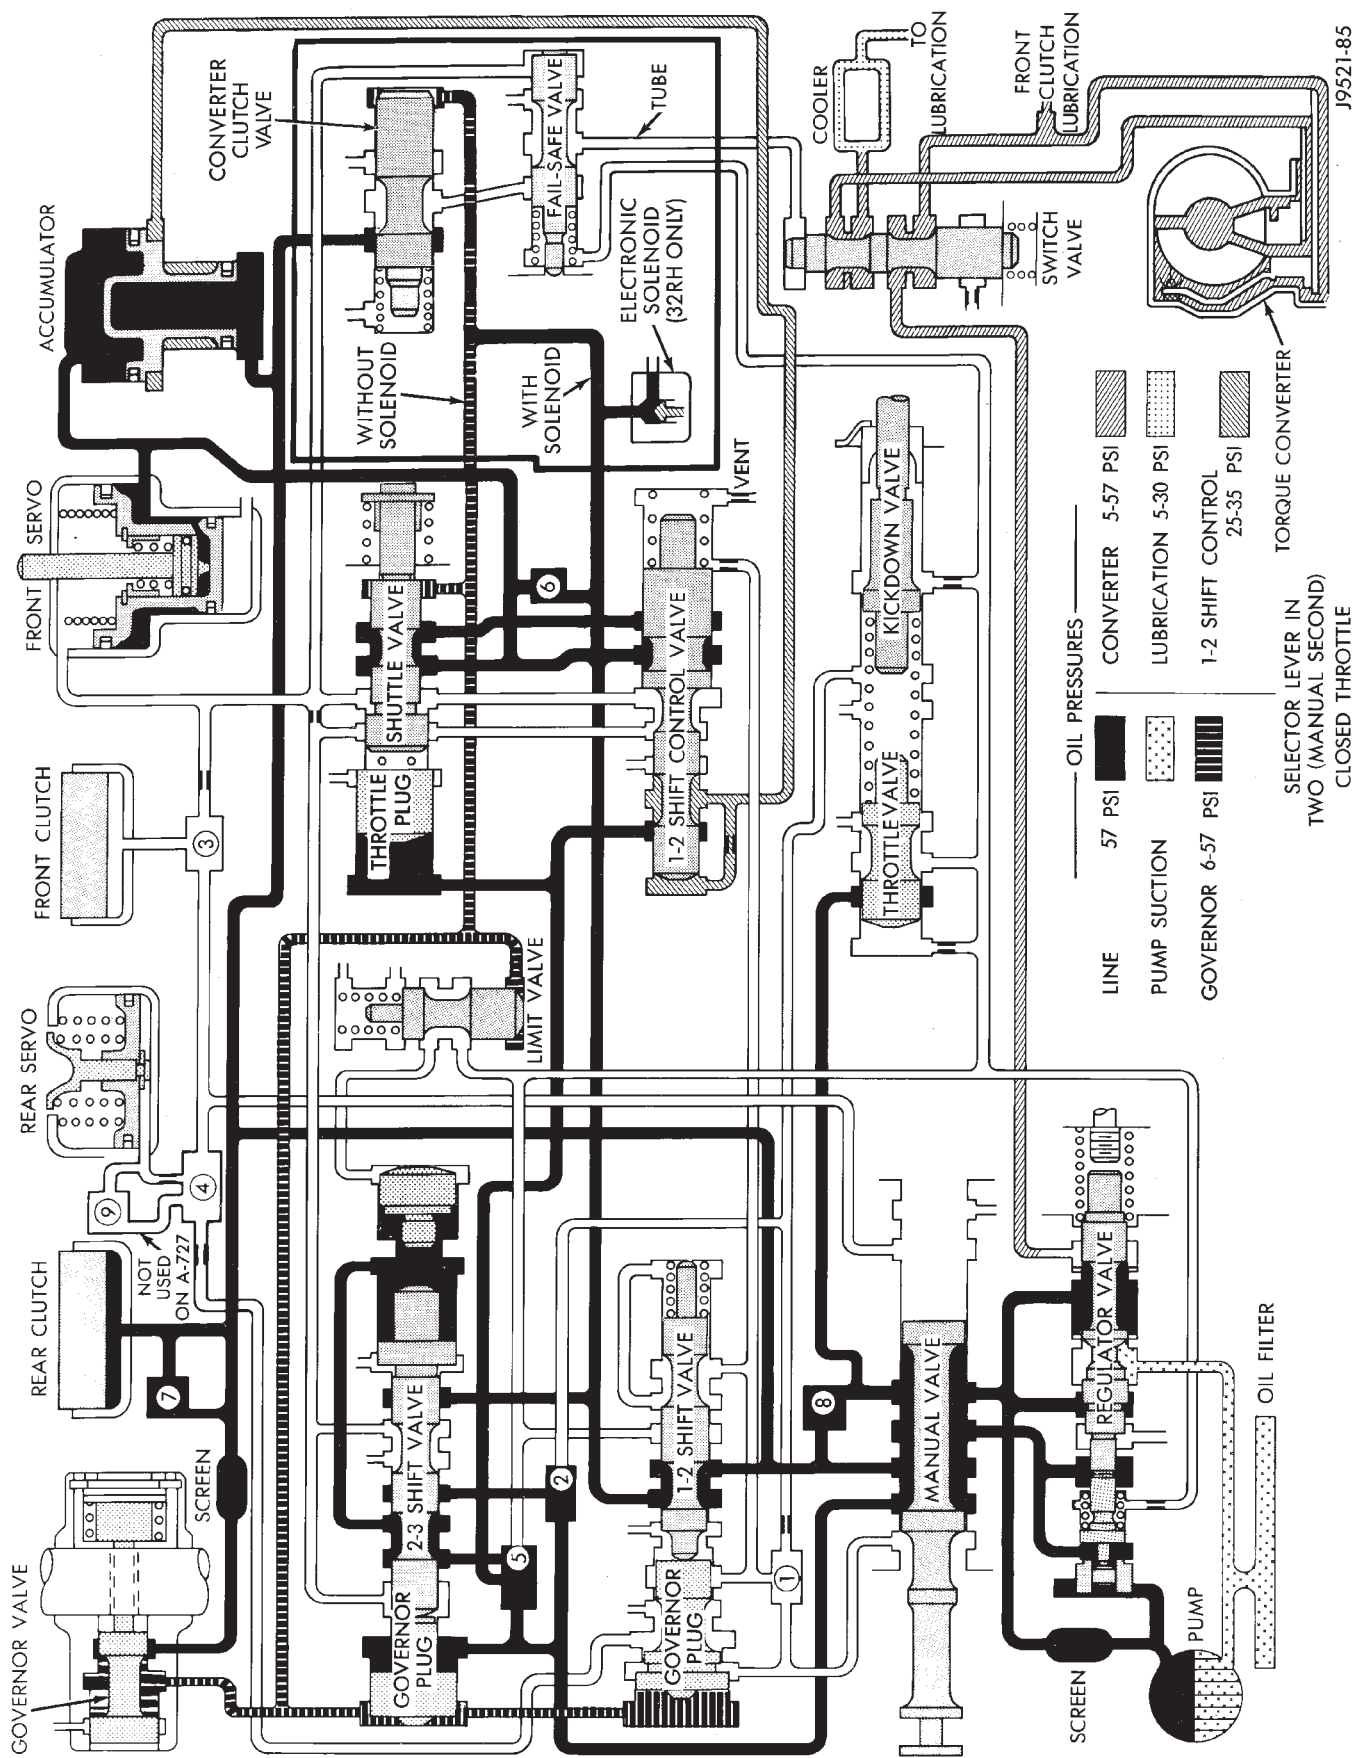 GOVERNOR VALVE
SCREEN
REAR CLUTCH
7
NOT
USED
ON A-727
9
4
REAR SERVO
FRONT CLUTCH
3
FRONT SERVO
ACCUMULATOR
CONVERTER
CLUTCH
VALVE
GOVERNOR
PLUG
2-3 SHIFT VALVE
5
2
LIMIT VALVE
THROTTLE
PLUG
SHUTTLE VALVE
6
WITHOUT
SOLENOID
WITH
SOLENOID
ELECTRONIC
SOLENOID
(32RH ONLY)
FAIL-SAFE VALVE
TUBE
GOVERNOR
PLUG
1-2 SHIFT VALVE
1
1-2 SHIFT CONTROL VALVE
VENT
8
MANUAL VALVE
THROTTLE VALVE
KICKDOWN VALVE
SWITCH
VALVE
COOLER
TO
LUBRICATION
FRONT
CLUTCH
LUBRICATION
SCREEN
PUMP
REGULATOR VALVE
OIL FILTER
OIL PRESSURES
LINE 57 PSI
PUMP SUCTION
GOVERNOR 6-57 PSI
CONVERTER 5-57 PSI
LUBRICATION 5-30 PSI
1-2 SHIFT CONTROL
25-35 PSI
TORQUE CONVERTER
SELECTOR LEVER IN
TWO (MANUAL SECOND)
CLOSED THROTTLE
J9521-85